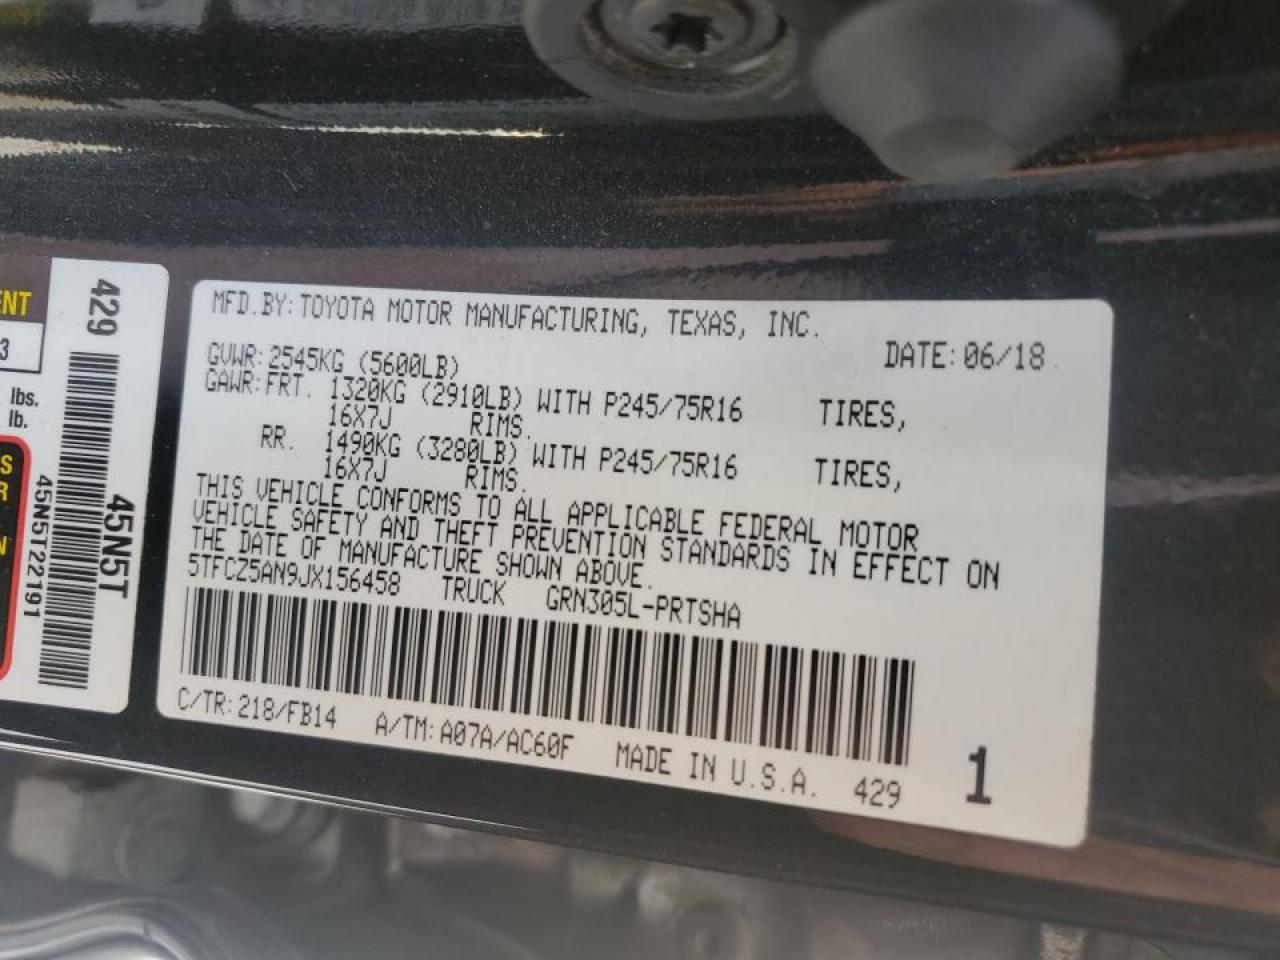 ENT
3
lbs.
lb.
S
R
N
429
45N5T
45N5T22191
MFD.BY: TOYOTA MOTOR MANUFACTURING, TEXAS, INC.
DATE: 06/18
GVWR: 2545KG (5600LB)
GAWR: FRT. 1320KG (2910LB) WITH P245/75R16 TIRES,
16X7J RIMS.
RR. 1490KG (3280LB) WITH P245/75R16 TIRES,
16X7J RIMS.
THIS VEHICLE CONFORMS TO ALL APPLICABLE FEDERAL MOTOR
VEHICLE SAFETY AND THEFT PREVENTION STANDARDS IN EFFECT ON
THE DATE OF MANUFACTURE SHOWN ABOVE.
5TFCZ5AN9JX156458 TRUCK GRN305L-PRTSHA
C/TR: 218/FB14 A/TM: A07A/AC60F MADE IN U.S.A. 429
1